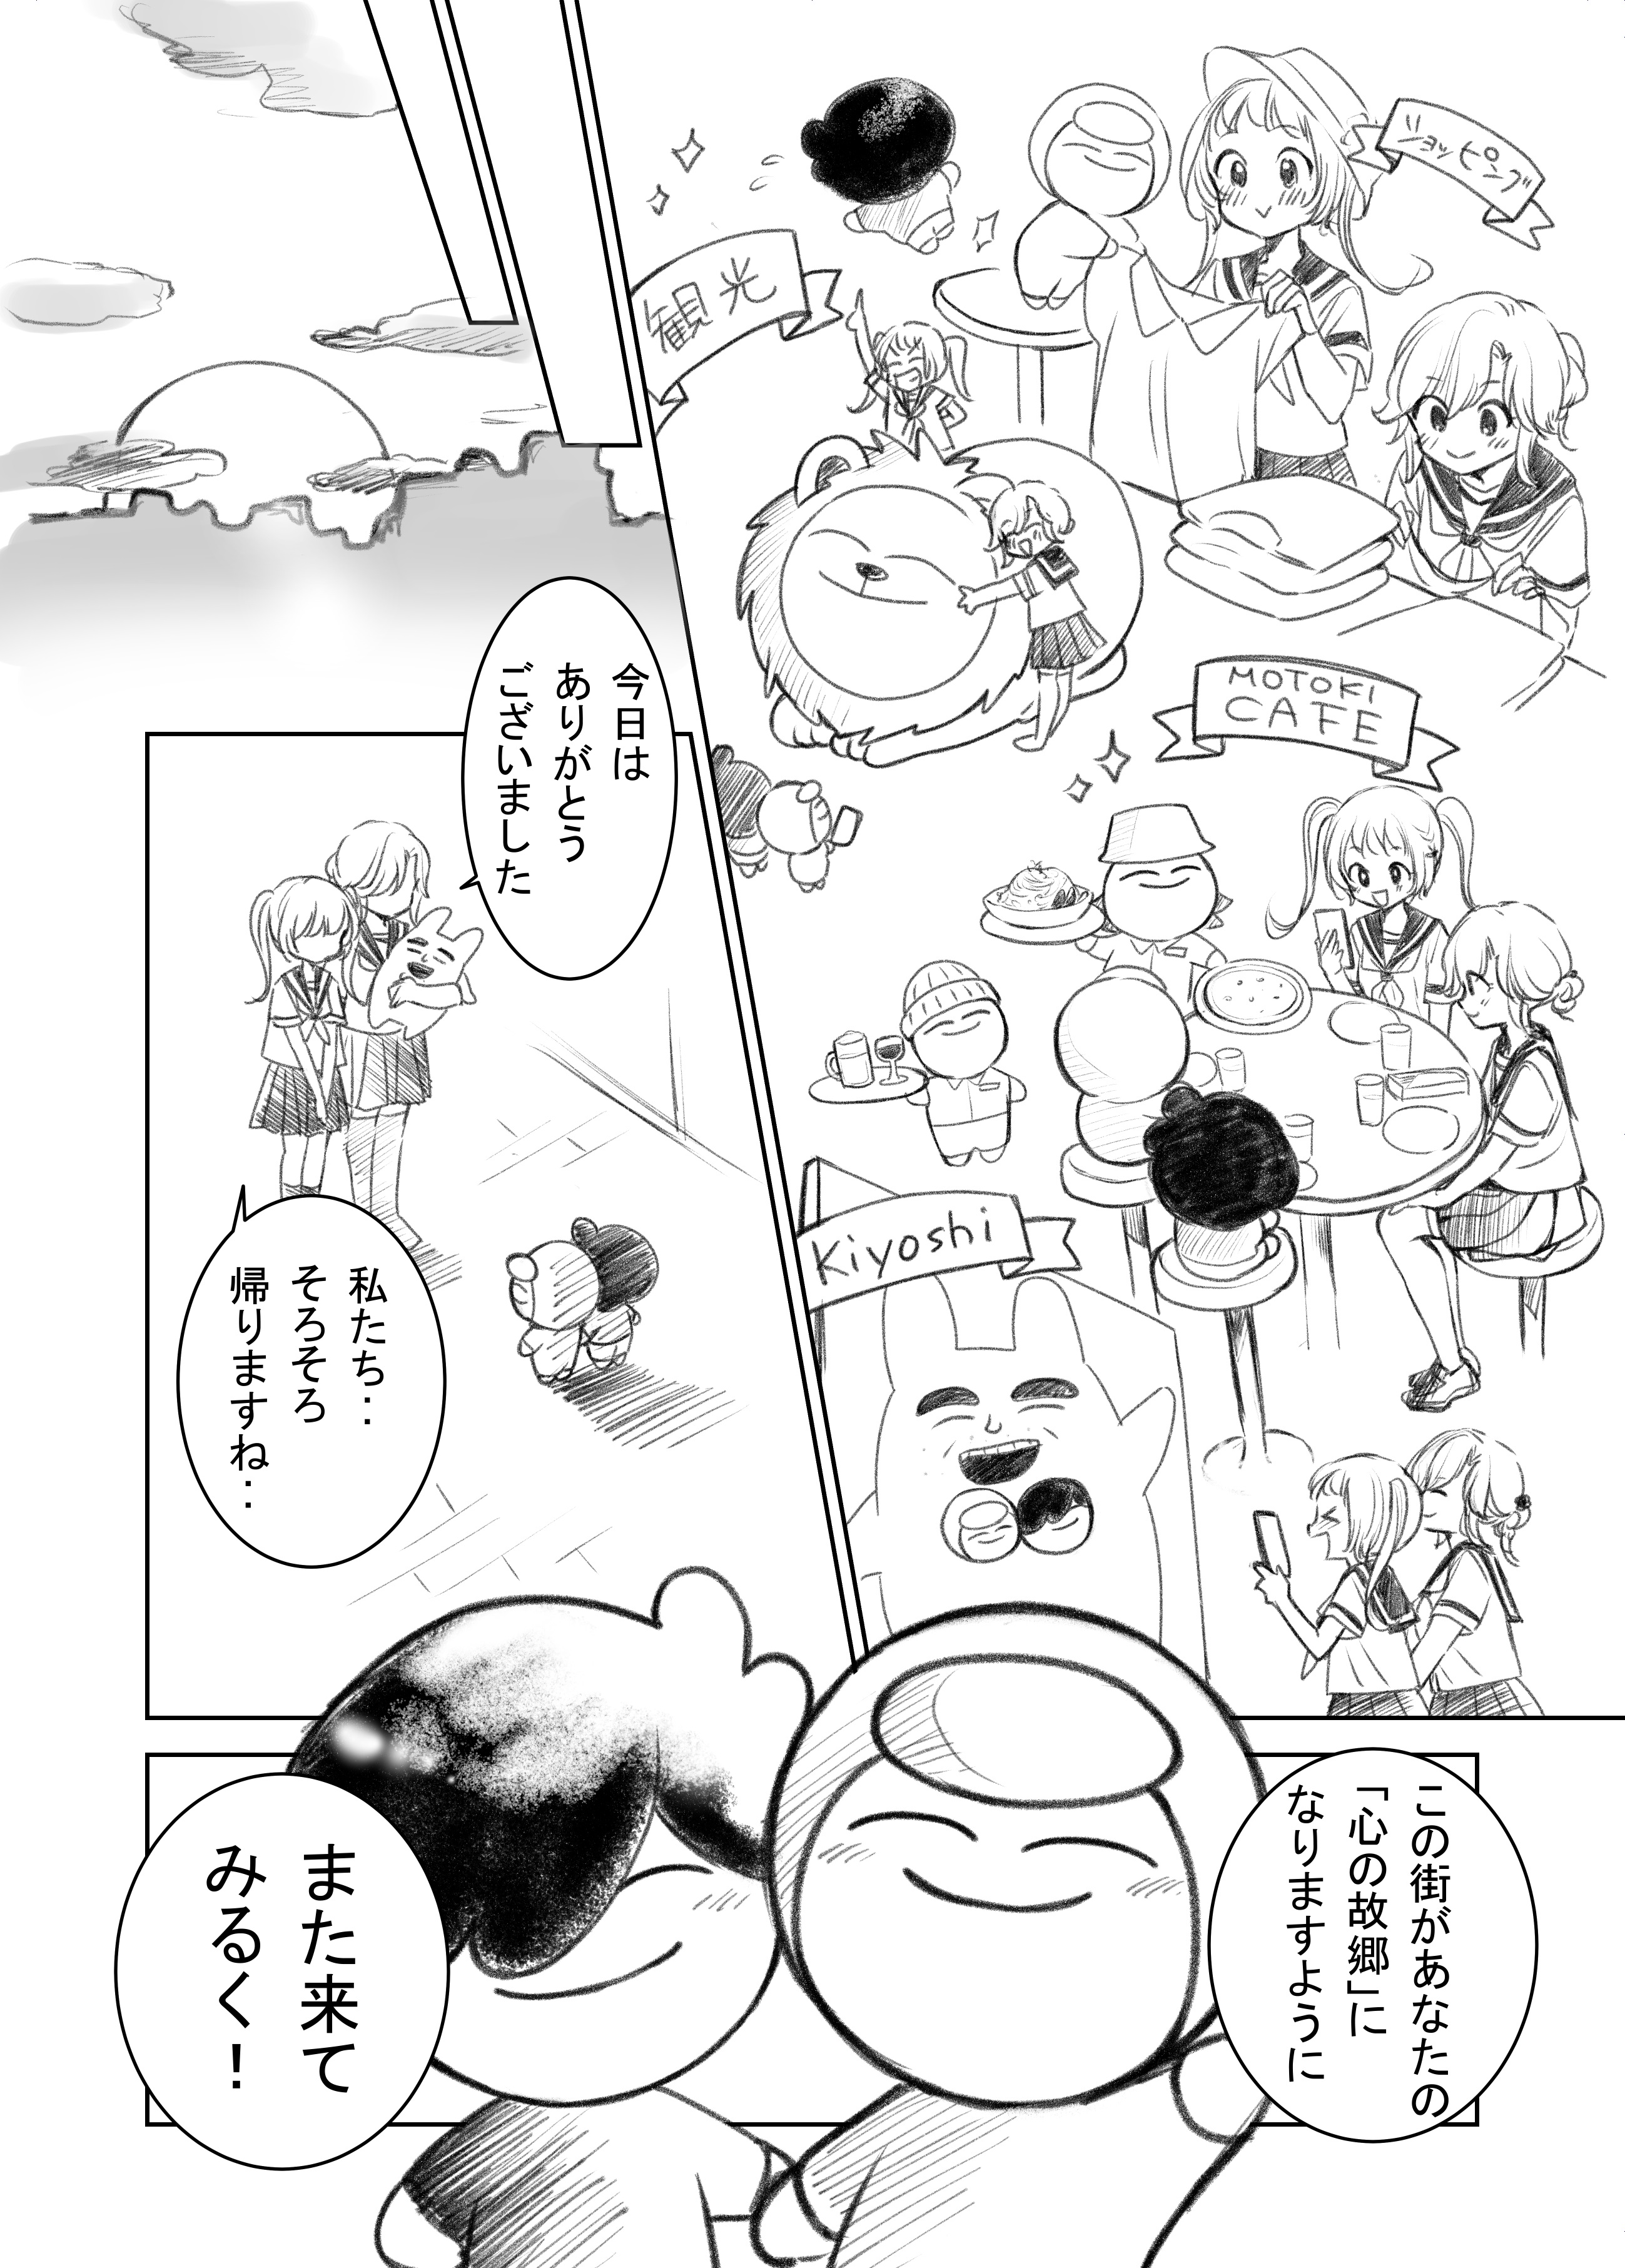 ショッピング
観光
MOTOKI
CAFE
Kiyoshi
今日は
ありがとう
ございました
私たち‥
そろそろ
帰りますね‥
この街があなたの
「心の故郷」に
なりますように
また来て
みるく！